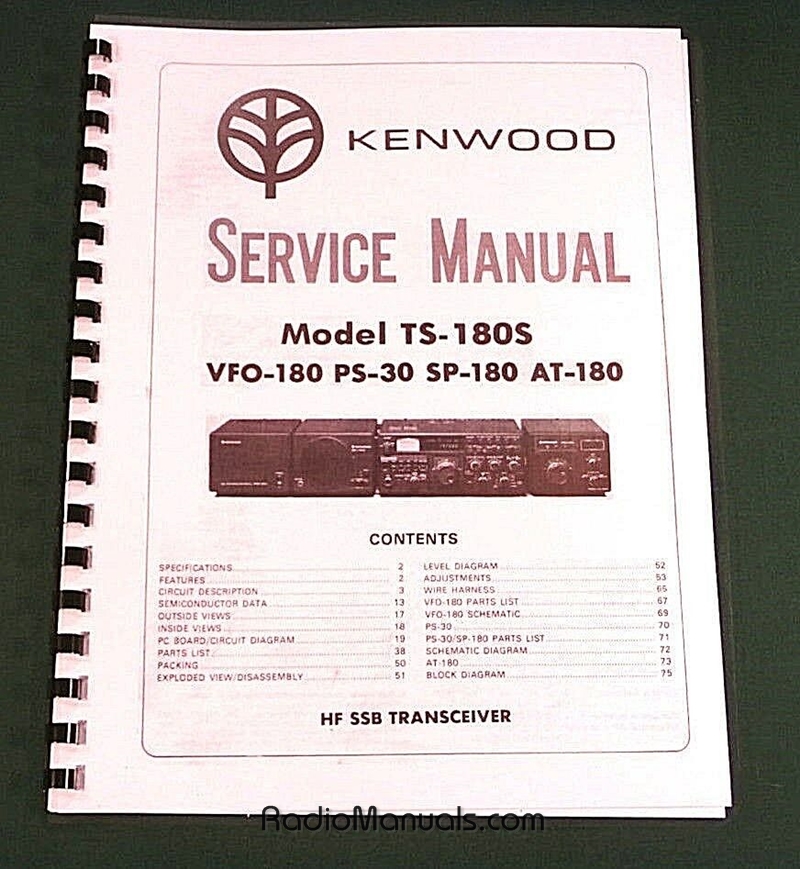 KENWOOD
SERVICE MANUAL
Model TS-180S
VFO-180 PS-30 SP-180 AT-180
CONTENTS
SPECIFICATIONS 2
FEATURES 2
CIRCUIT DESCRIPTION 3
SEMICONDUCTOR DATA 13
OUTSIDE VIEWS 17
INSIDE VIEWS 18
PC BOARD/CIRCUIT DIAGRAM 19
PARTS LIST 38
PACKING 50
EXPLODED VIEW/DISASSEMBLY 51
LEVEL DIAGRAM 52
ADJUSTMENTS 53
WIRE HARNESS 65
VFO-180 PARTS LIST 67
VFO-180 SCHEMATIC 69
PS-30 70
PS-30/SP-180 PARTS LIST 71
SCHEMATIC DIAGRAM 72
AT-180 73
BLOCK DIAGRAM 75
HF SSB TRANSCEIVER
RadioManuals.com